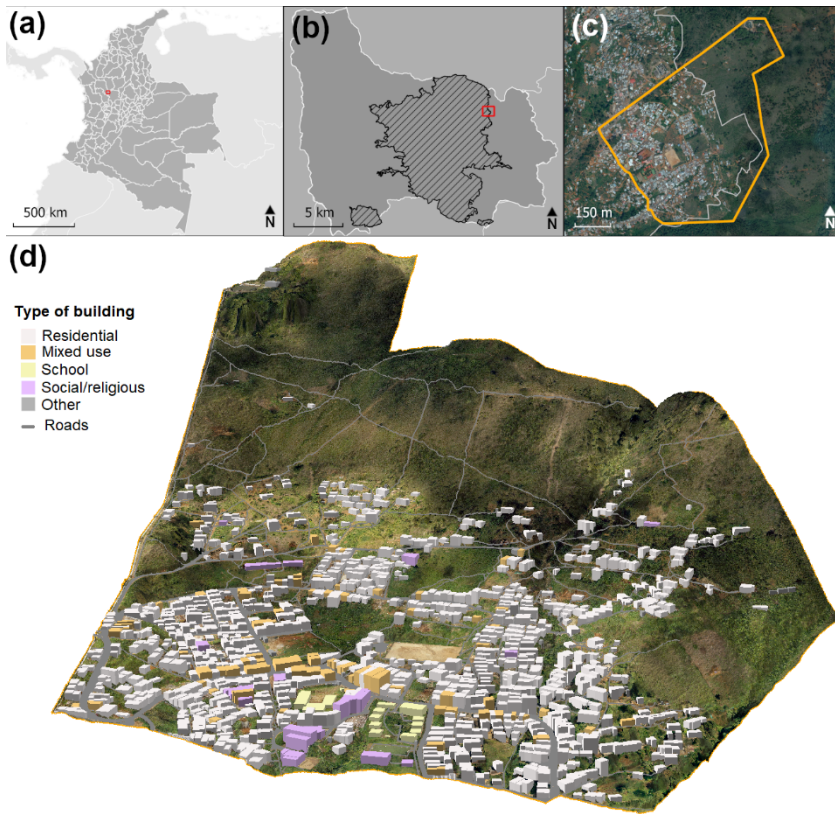 (a)
500 km
N
(b)
5 km
N
(c)
150 m
N
(d)
Type of building
Residential
Mixed use
School
Social/religious
Other
Roads